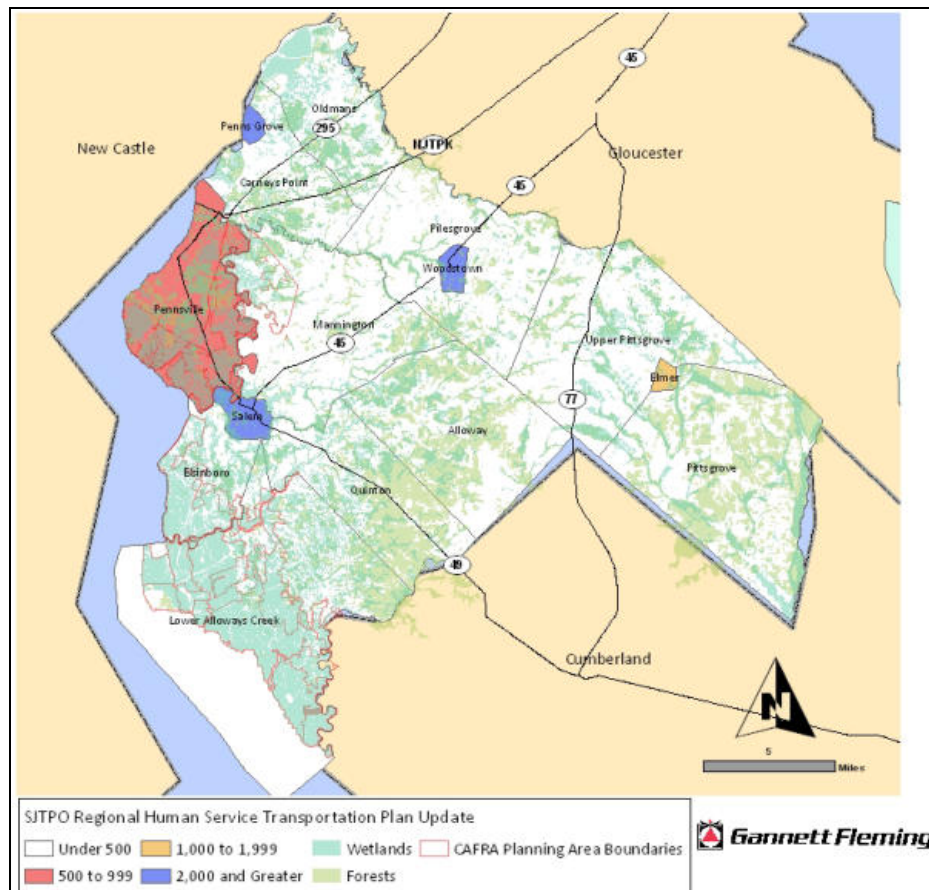 45
Oldmans
Penns Grove
295
New Castle
NJTPK
Gloucester
Carneys Point
45
Pilesgrove
Woodstown
Pennsville
Mannington
45
Upper Pittsgrove
Elmer
77
Salem
Alloway
Pittsgrove
Elsinboro
Quinton
49
Lower Alloways Creek
Cumberland
N
5
Miles
SJTPO Regional Human Service Transportation Plan Update
Under 500 1,000 to 1,999 Wetlands CAFRA Planning Area Boundaries
500 to 999 2,000 and Greater Forests
Gannett Fleming